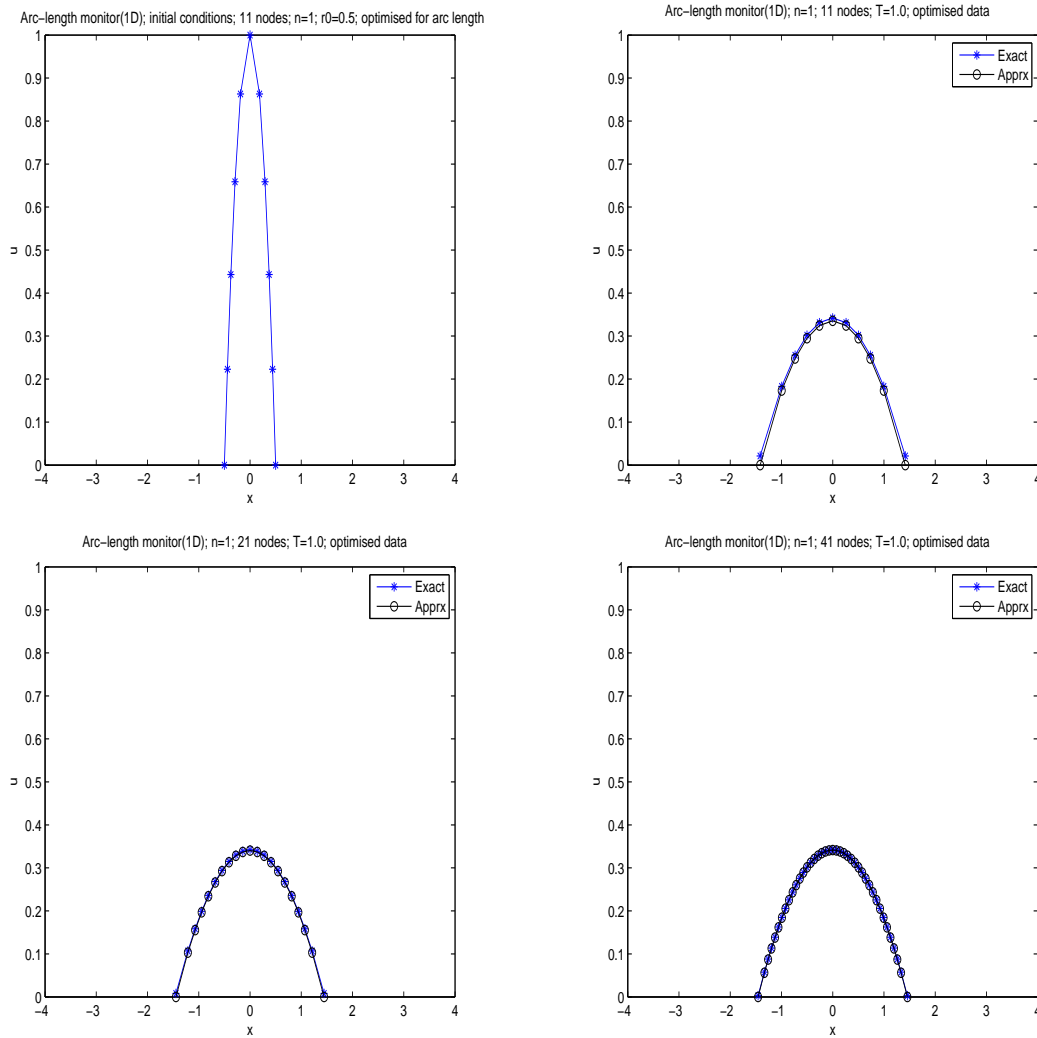 Arc−length monitor(1D); initial conditions; 11 nodes; n=1; r0=0.5; optimised for arc length
1
0.9
0.8
0.7
0.6
0.5
0.4
0.3
0.2
0.1
0
u
−4 −3 −2 −1 0 1 2 3 4
x
Arc−length monitor(1D); n=1; 11 nodes; T=1.0; optimised data
Exact
Apprx
1
0.9
0.8
0.7
0.6
0.5
0.4
0.3
0.2
0.1
0
u
−4 −3 −2 −1 0 1 2 3 4
x
Arc−length monitor(1D); n=1; 21 nodes; T=1.0; optimised data
Exact
Apprx
1
0.9
0.8
0.7
0.6
0.5
0.4
0.3
0.2
0.1
0
u
−4 −3 −2 −1 0 1 2 3 4
x
Arc−length monitor(1D); n=1; 41 nodes; T=1.0; optimised data
Exact
Apprx
1
0.9
0.8
0.7
0.6
0.5
0.4
0.3
0.2
0.1
0
u
−4 −3 −2 −1 0 1 2 3 4
x